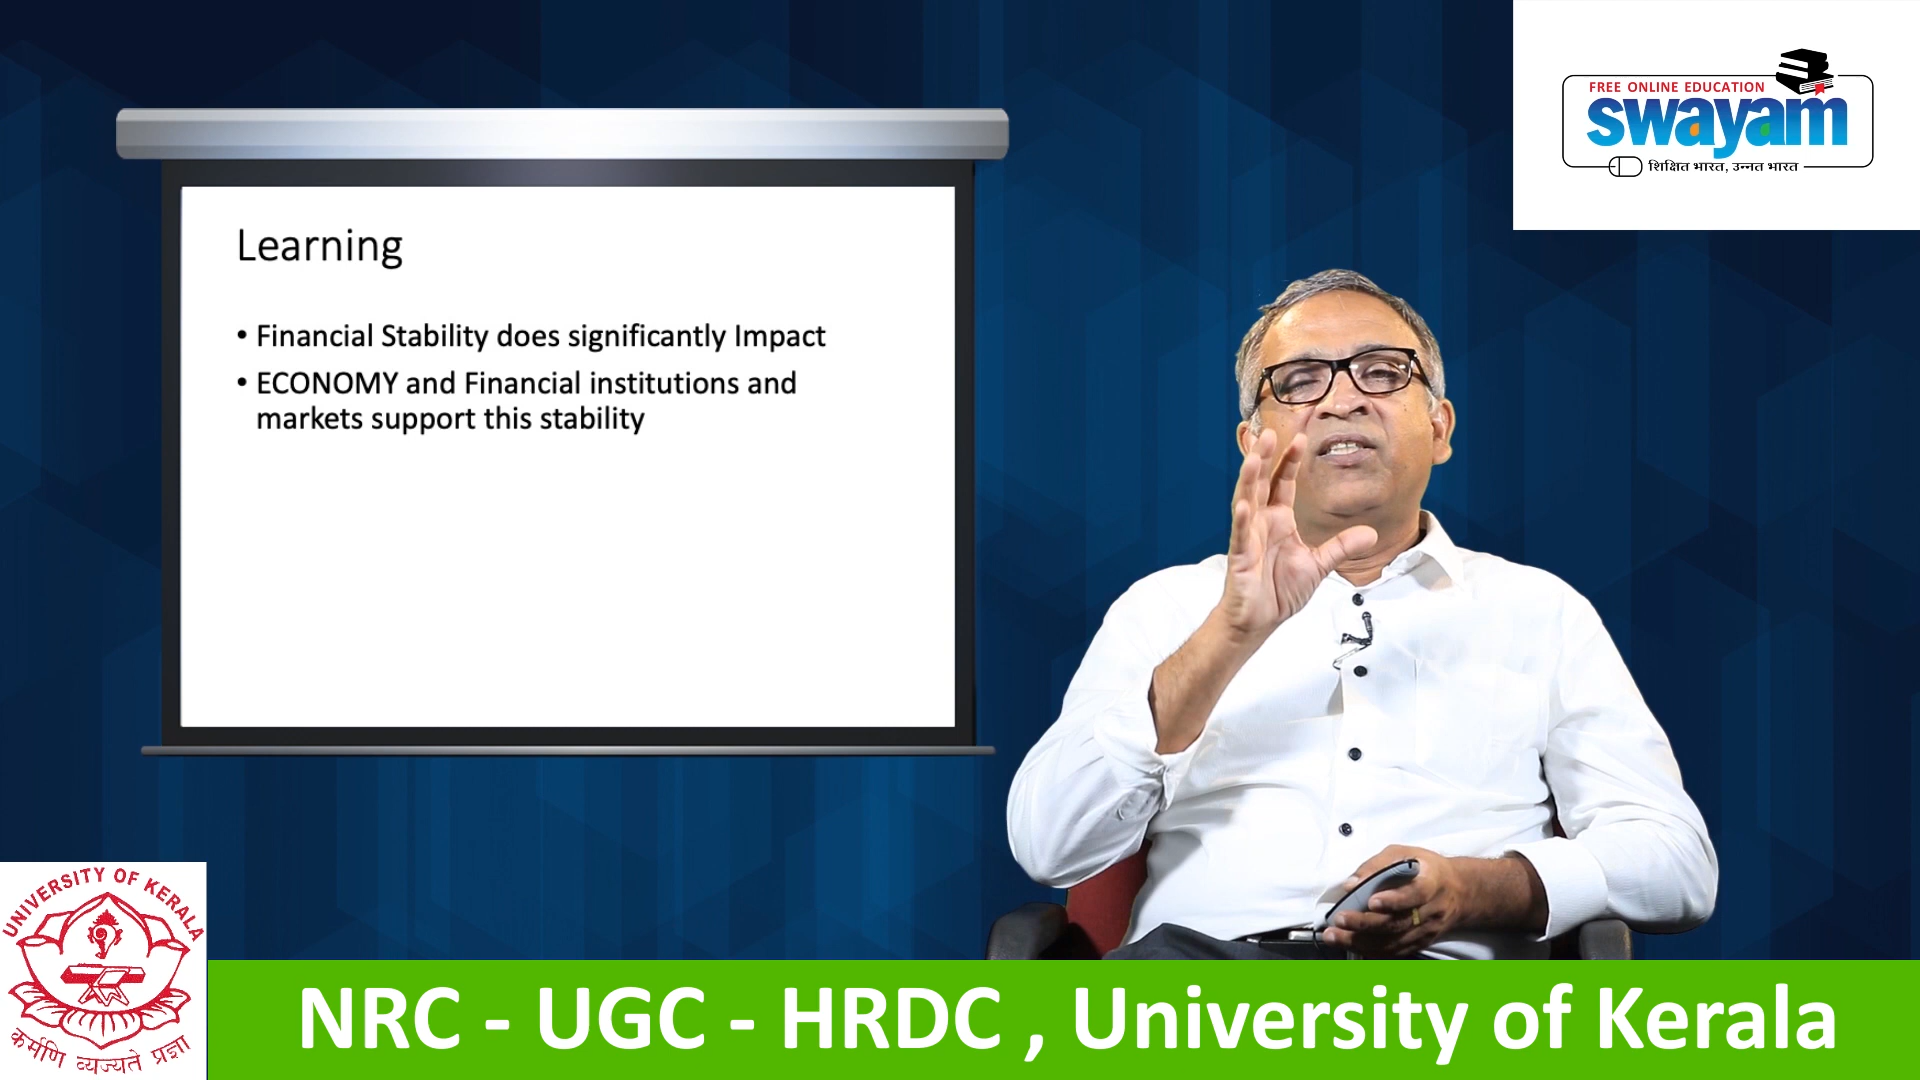 FREE ONLINE EDUCATION
swayam
शिक्षित भारत, उन्नत भारत
Learning
• Financial Stability does significantly Impact
• ECONOMY and Financial institutions and
markets support this stability
UNIVERSITY OF KERALA
कर्मणि व्यज्यते प्रज्ञा
NRC - UGC - HRDC , University of Kerala